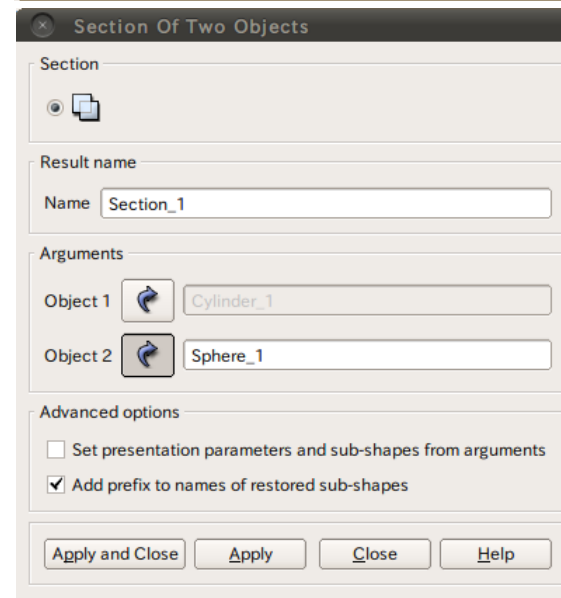 Section Of Two Objects
Section
Result name
Name Section_1
Arguments
Object 1 Cylinder_1
Object 2 Sphere_1
Advanced options
Set presentation parameters and sub-shapes from arguments
Add prefix to names of restored sub-shapes
Apply and Close Apply Close Help